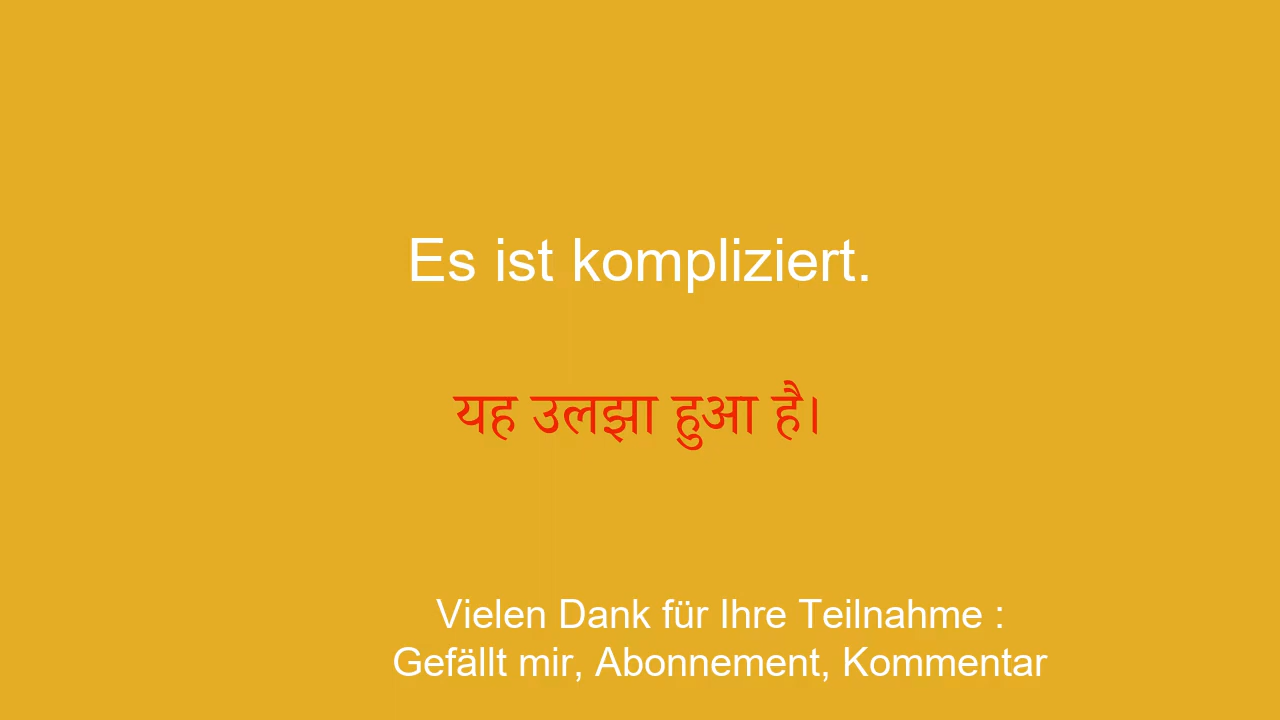 Es ist kompliziert.
यह उलझा हुआ है।
Vielen Dank für Ihre Teilnahme :
Gefällt mir, Abonnement, Kommentar